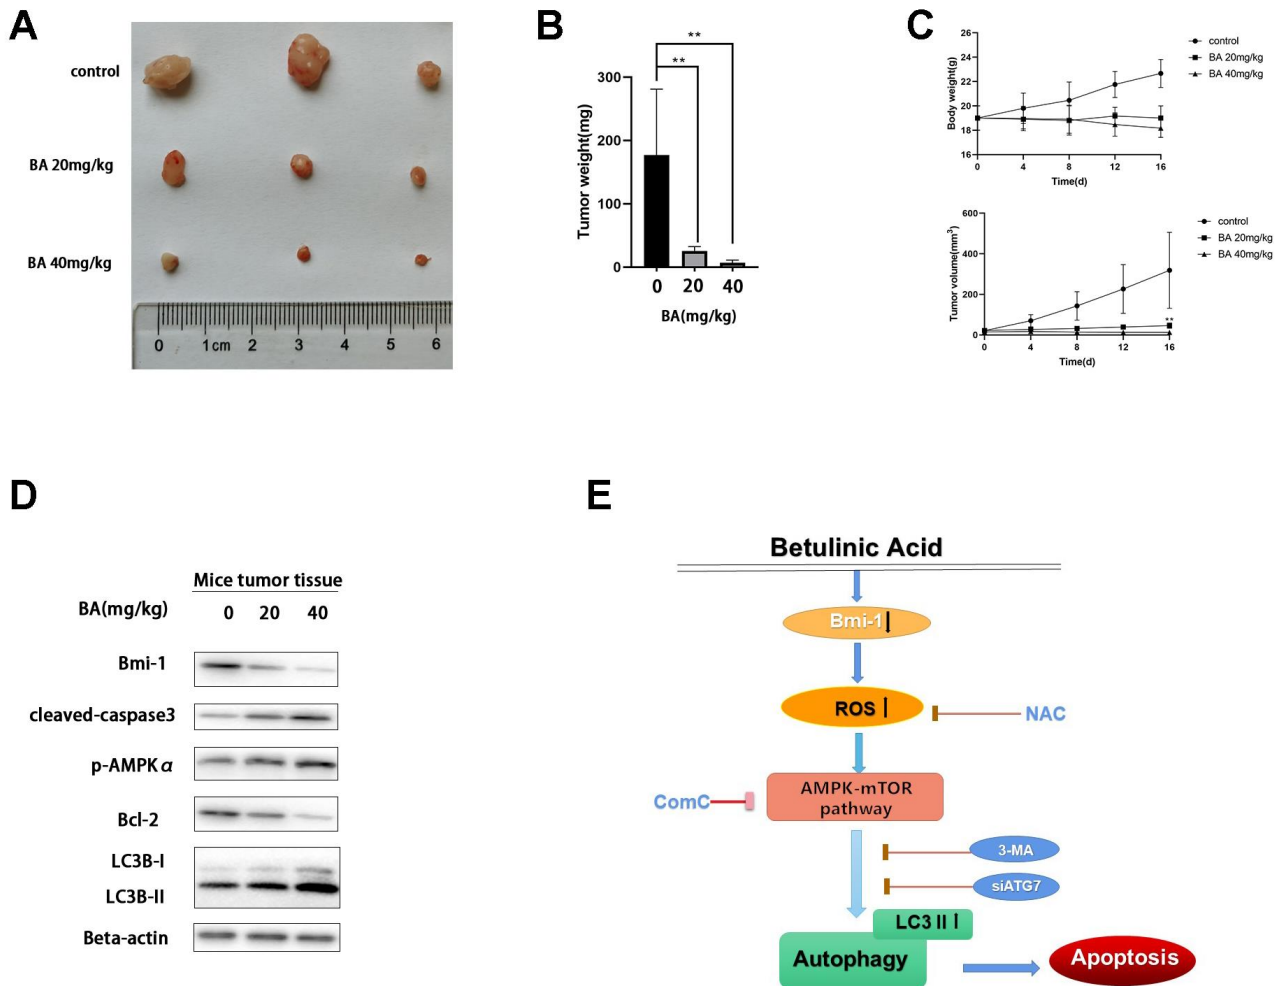 A
control
BA 20mg/kg
BA 40mg/kg
0 1cm 2 3 4 5 6
B
**
**
300
200
100
0
Tumor weight(mg)
0 20 40
BA(mg/kg)
C
26
24
22
20
18
16
Body weight(g)
0 4 8 12 16
Time(d)
control
BA 20mg/kg
BA 40mg/kg
600
400
200
0
Tumor volume(mm³)
**
0 4 8 12 16
Time(d)
control
BA 20mg/kg
BA 40mg/kg
D
Mice tumor tissue
BA(mg/kg) 0 20 40
Bmi-1
cleaved-caspase3
p-AMPKα
Bcl-2
LC3B-I
LC3B-II
Beta-actin
E
Betulinic Acid
Bmi-1↓
ROS↑
NAC
AMPK-mTOR
pathway
ComC
3-MA
siATG7
LC3 II↑
Autophagy
Apoptosis